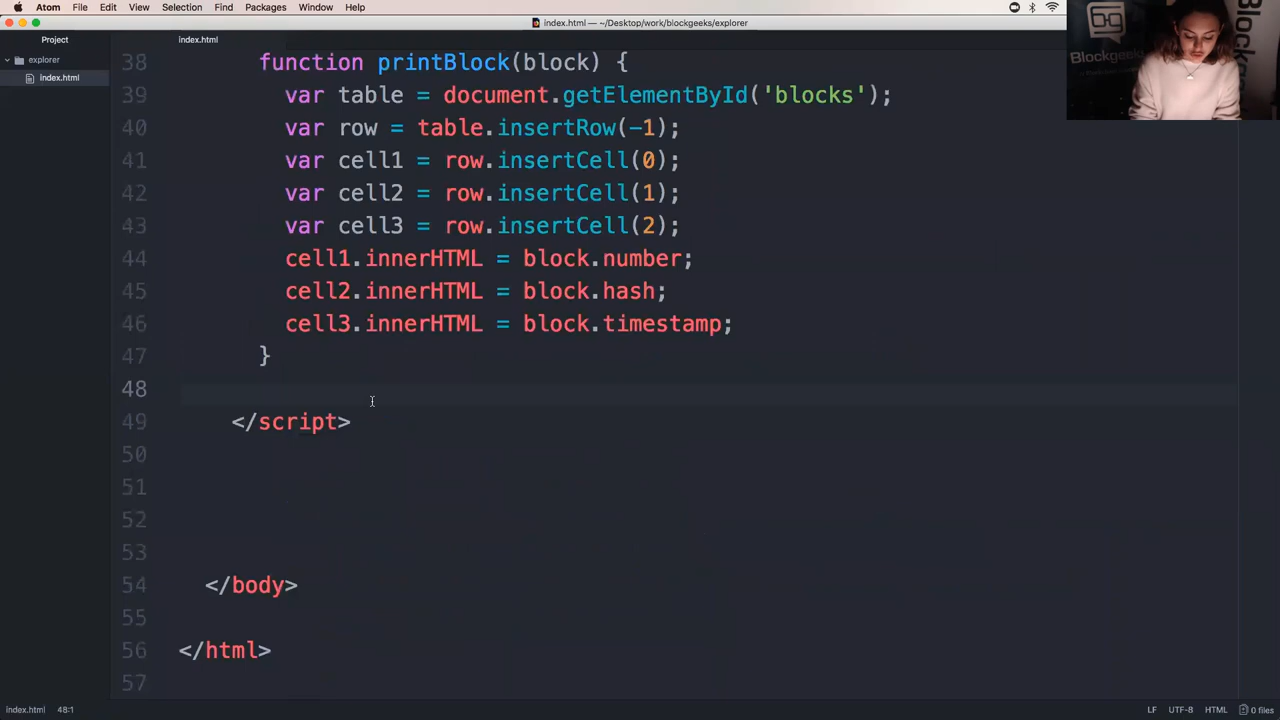 Atom File Edit View Selection Find Packages Window Help
index.html — ~/Desktop/work/blockgeeks/explorer
Project
index.html
explorer
index.html
38 function printBlock(block) {
39 var table = document.getElementById('blocks');
40 var row = table.insertRow(-1);
41 var cell1 = row.insertCell(0);
42 var cell2 = row.insertCell(1);
43 var cell3 = row.insertCell(2);
44 cell1.innerHTML = block.number;
45 cell2.innerHTML = block.hash;
46 cell3.innerHTML = block.timestamp;
47 }
48
49 </script>
50
51
52
53
54 </body>
55
56 </html>
57
index.html 48:1 LF UTF-8 HTML 0 files
Blockgeeks